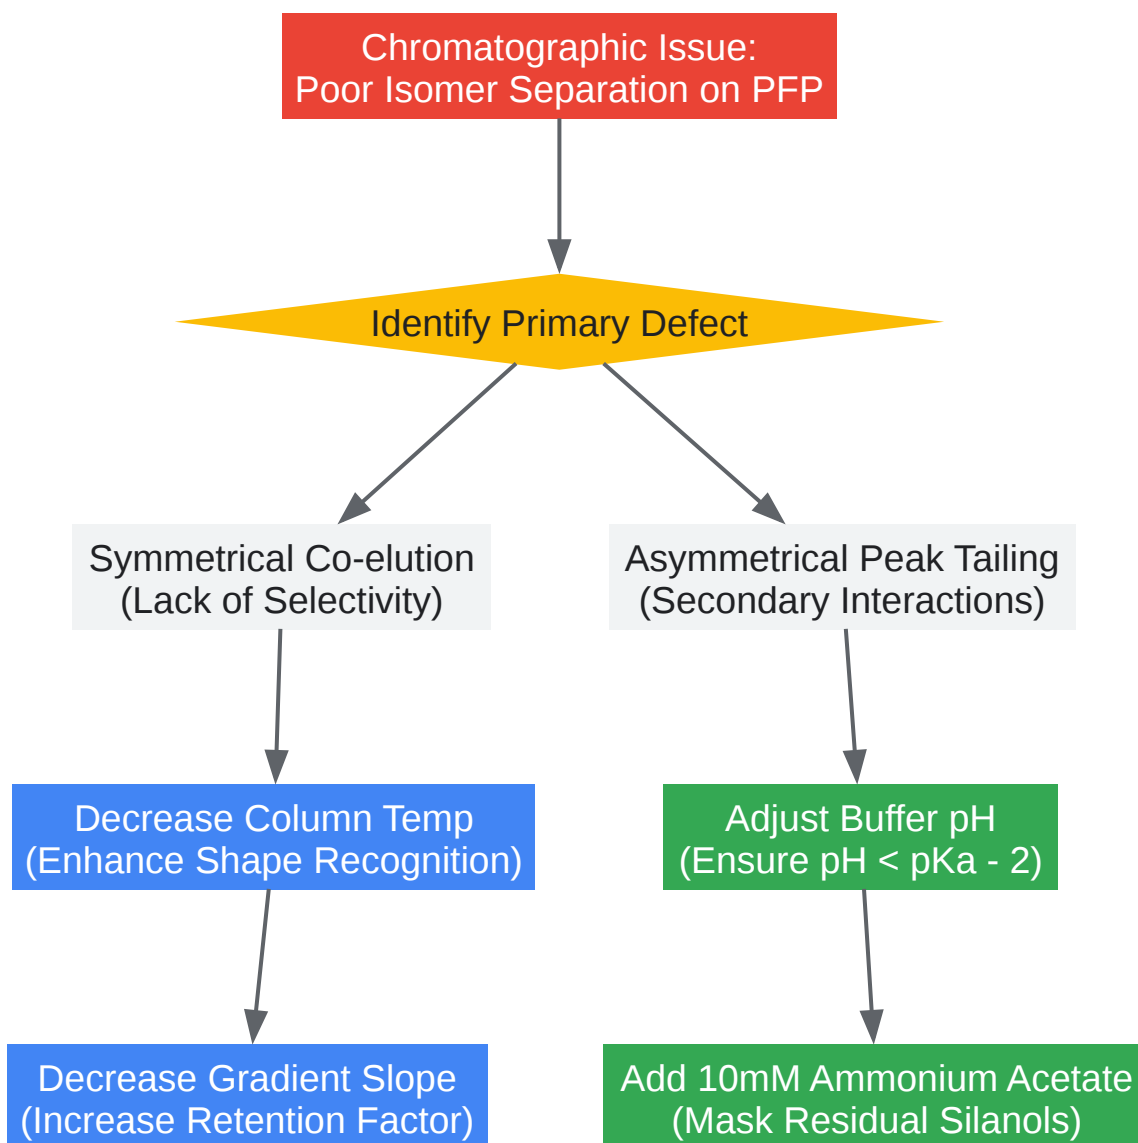 Chromatographic Issue:
Poor Isomer Separation on PFP
Identify Primary Defect
Symmetrical Co-elution
(Lack of Selectivity)
Asymmetrical Peak Tailing
(Secondary Interactions)
Decrease Column Temp
(Enhance Shape Recognition)
Adjust Buffer pH
(Ensure pH < pKa - 2)
Decrease Gradient Slope
(Increase Retention Factor)
Add 10mM Ammonium Acetate
(Mask Residual Silanols)